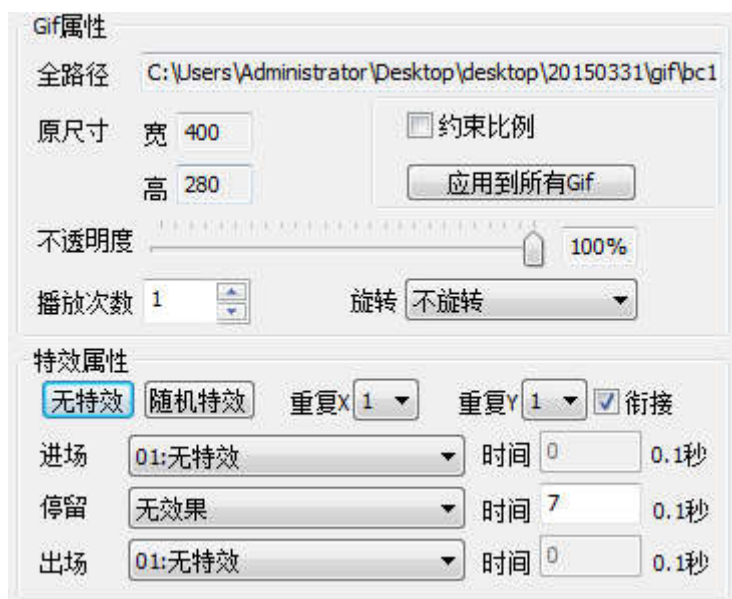 Gif属性
全路径 C:\Users\Administrator\Desktop\desktop\20150331\gif\bc1
原尺寸 宽 400 约束比例
高 280 应用到所有Gif
不透明度 100%
播放次数 1 旋转 不旋转
特效属性
无特效 随机特效 重复X 1 重复Y 1 衔接
进场 01:无特效 时间 0 0.1秒
停留 无效果 时间 7 0.1秒
出场 01:无特效 时间 0 0.1秒